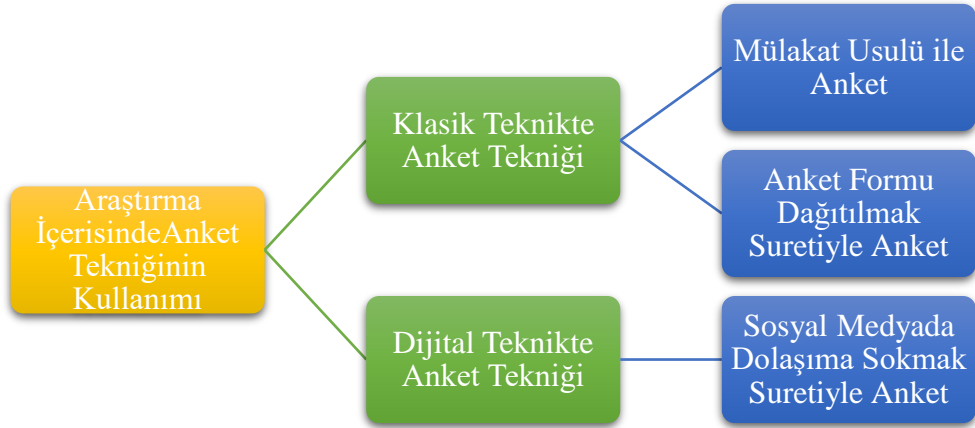 Araştırma
İçerisindeAnket
Tekniğinin
Kullanımı
Klasik Teknikte
Anket Tekniği
Mülakat Usulü ile
Anket
Anket Formu
Dağıtılmak
Suretiyle Anket
Dijital Teknikte
Anket Tekniği
Sosyal Medyada
Dolaşıma Sokmak
Suretiyle Anket